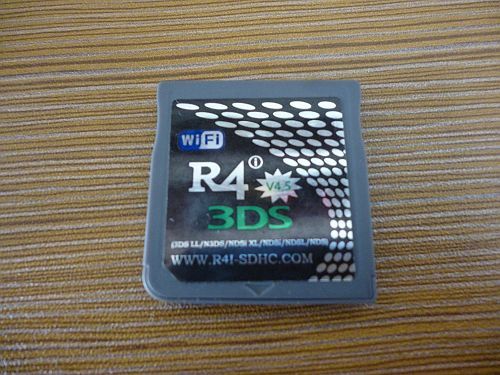 WiFi
R4i
V4.5
3DS
(3DS LL/N3DS/NDSi XL/NDSi/NDSL/NDS)
WWW.R4I-SDHC.COM